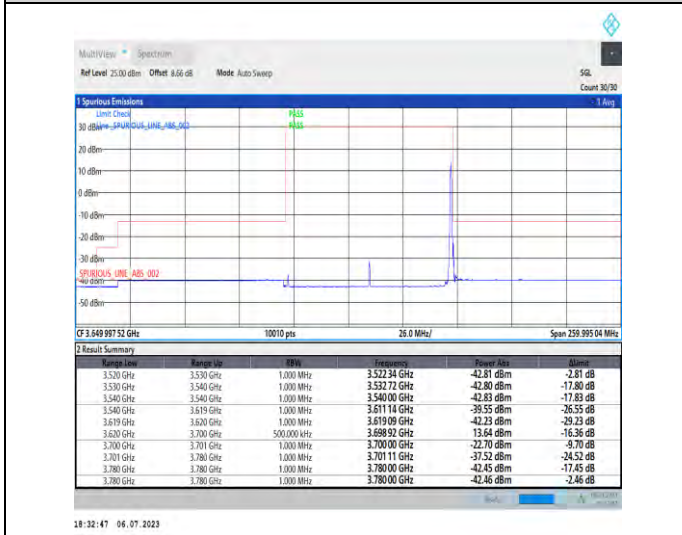 MultiView Spectrum
Ref Level 25.00 dBm Offset 8.66 dB Mode Auto Sweep SGL
Count 30/30
1 Spurious Emissions 1 Avg
Limit Check PASS
30 dBm Line _SPURIOUS_LINE_ABS_002 PASS
20 dBm
10 dBm
0 dBm
-10 dBm
-20 dBm
-30 dBm
SPURIOUS_LINE_ABS_002
-40 dBm
-50 dBm
CF 3.649 997 52 GHz 10010 pts 26.0 MHz/ Span 259.995 04 MHz
2 Result Summary
Range Low Range Up RBW Frequency Power Abs ΔLimit
3.520 GHz 3.530 GHz 1.000 MHz 3.522 34 GHz -42.81 dBm -2.81 dB
3.530 GHz 3.540 GHz 1.000 MHz 3.532 72 GHz -42.80 dBm -17.80 dB
3.540 GHz 3.540 GHz 1.000 MHz 3.540 00 GHz -42.83 dBm -17.83 dB
3.540 GHz 3.619 GHz 1.000 MHz 3.611 14 GHz -39.55 dBm -26.55 dB
3.619 GHz 3.620 GHz 1.000 MHz 3.619 09 GHz -42.23 dBm -29.23 dB
3.620 GHz 3.700 GHz 500.000 kHz 3.698 92 GHz 13.64 dBm -16.36 dB
3.700 GHz 3.701 GHz 1.000 MHz 3.700 00 GHz -22.70 dBm -9.70 dB
3.701 GHz 3.780 GHz 1.000 MHz 3.701 11 GHz -37.52 dBm -24.52 dB
3.780 GHz 3.780 GHz 1.000 MHz 3.780 00 GHz -42.45 dBm -17.45 dB
3.780 GHz 3.780 GHz 1.000 MHz 3.780 00 GHz -42.46 dBm -2.46 dB
18:32:47 06.07.2023